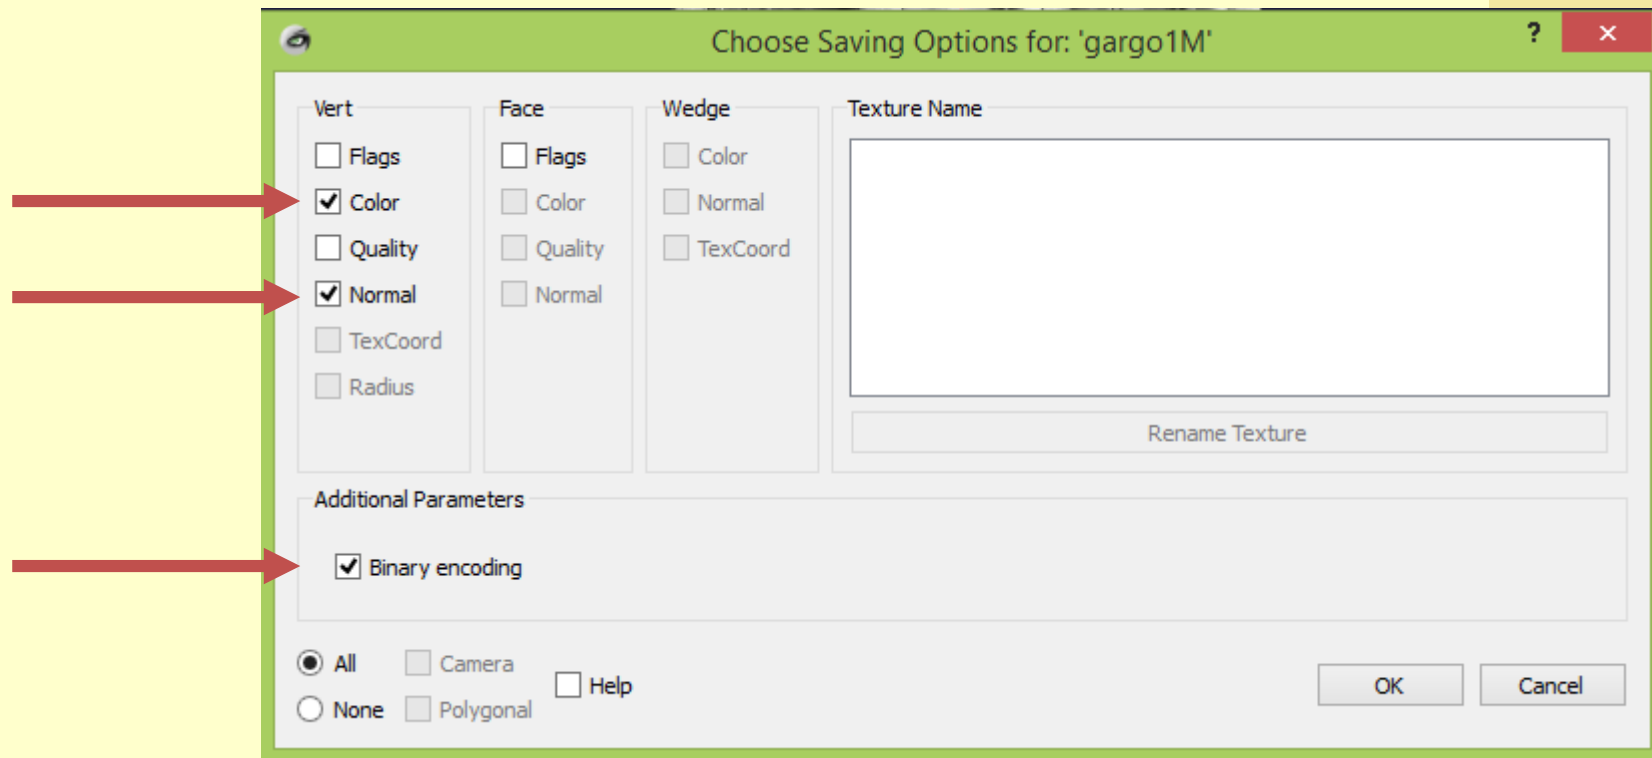 Choose Saving Options for: 'gargo1M'
?
Vert
Flags
Color
Quality
Normal
TexCoord
Radius
Face
Flags
Color
Quality
Normal
Wedge
Color
Normal
TexCoord
Texture Name
Rename Texture
Additional Parameters
Binary encoding
All
None
Camera
Polygonal
Help
OK
Cancel